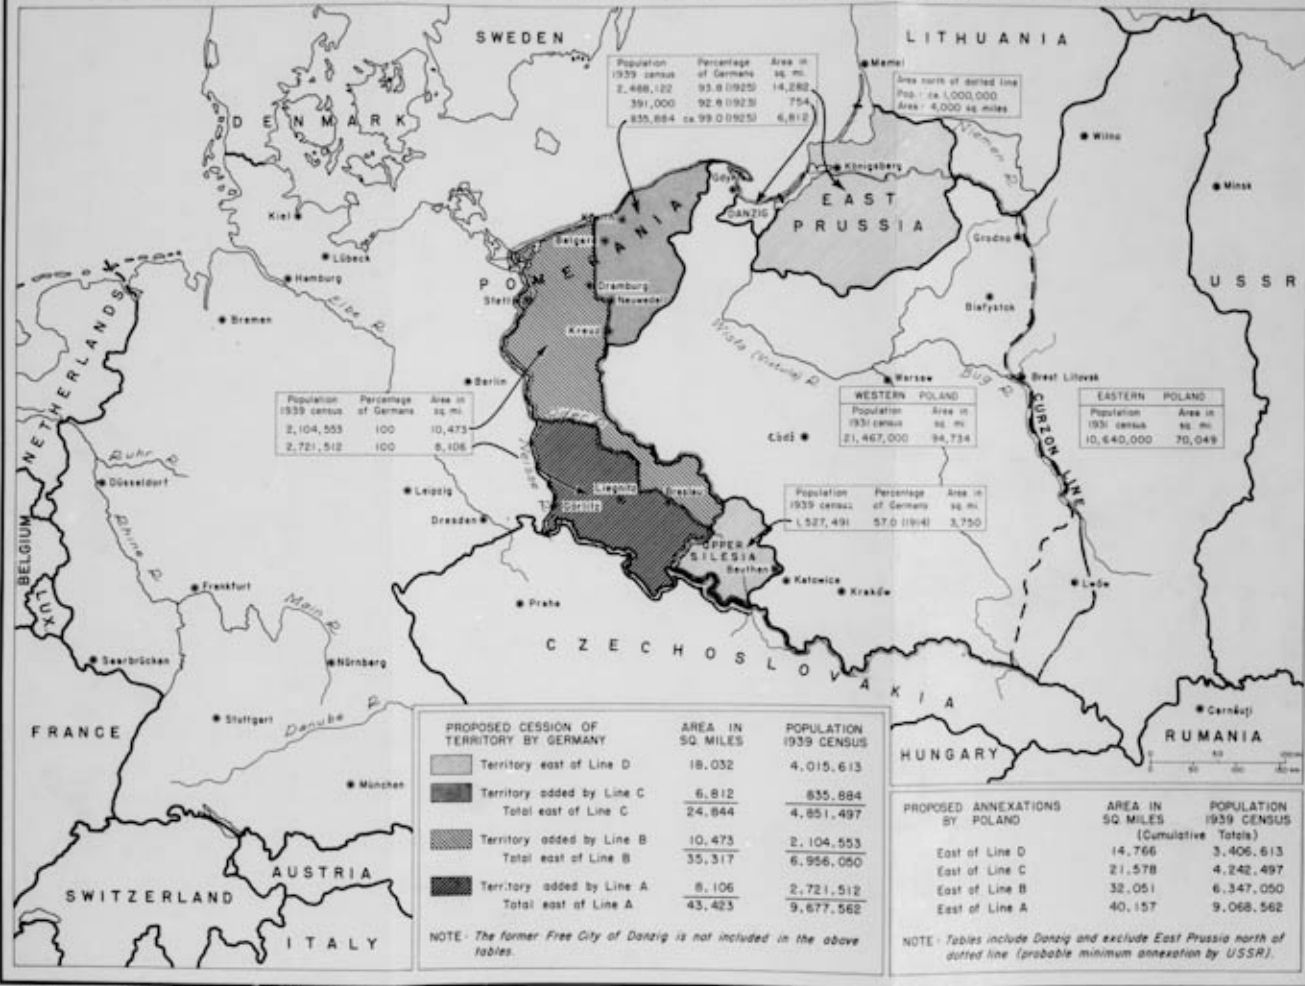 SWEDEN
LITHUANIA
DENMARK
Population 1939 census Percentage of Germans Area in sq. mi.
2,488,122 93.8 (1925) 14,282
391,000 92.8 (1923) 754
835,884 ca 99.0 (1925) 6,812
Memel
Area north of dotted line
Pop.: ca 1,000,000
Area: 4,000 sq miles
Niemen R.
Wilno
Minsk
Königsberg
EAST
PRUSSIA
DANZIG
Grodno
Kiel
Lübeck
Hamburg
Elbe R.
Bremen
POMERANIA
Belgard
Dramburg
Neuwedel
Kreuz
Białystok
USSR
NETHERLANDS
Berlin
Wisła (Vistula) R.
Warsaw
Bug R.
Brest Litovsk
CURZON LINE
Population 1939 census Percentage of Germans Area in sq. mi.
2,104,553 100 10,473
2,721,512 100 8,106
WESTERN POLAND
Population 1931 census Area in sq. mi.
21,467,000 94,734
EASTERN POLAND
Population 1931 census Area in sq. mi.
10,640,000 70,049
Łódź
Ruhr R.
Düsseldorf
Leipzig
Neisse
Liegnitz
Breslau
Görlitz
Dresden
Population 1939 census Percentage of Germans Area in sq. mi.
1,527,491 57.0 (1914) 3,750
BELGIUM
Rhine R.
UPPER
SILESIA
Beuthen
Katowice
Kraków
Lwów
LUX.
Frankfurt
Main R.
Praha
CZECHOSLOVAKIA
Saarbrücken
Nürnberg
FRANCE
Stuttgart
Danube R.
München
Cernăuți
RUMANIA
HUNGARY
SWITZERLAND
AUSTRIA
ITALY
PROPOSED CESSION OF TERRITORY BY GERMANY AREA IN SQ. MILES POPULATION 1939 CENSUS
Territory east of Line D 18.032 4.015.613
Territory added by Line C 6.812 835.884
Total east of Line C 24.844 4.851.497
Territory added by Line B 10.473 2.104.553
Total east of Line B 35.317 6.956.050
Territory added by Line A 8.106 2.721.512
Total east of Line A 43.423 9.677.562
NOTE: The former Free City of Danzig is not included in the above
tables.
PROPOSED ANNEXATIONS BY POLAND AREA IN SQ. MILES POPULATION 1939 CENSUS
(Cumulative Totals)
East of Line D 14.766 3.406.613
East of Line C 21.578 4.242.497
East of Line B 32.051 6.347.050
East of Line A 40.157 9.068.562
NOTE: Tables include Danzig and exclude East Prussia north of
dotted line (probable minimum annexation by USSR).